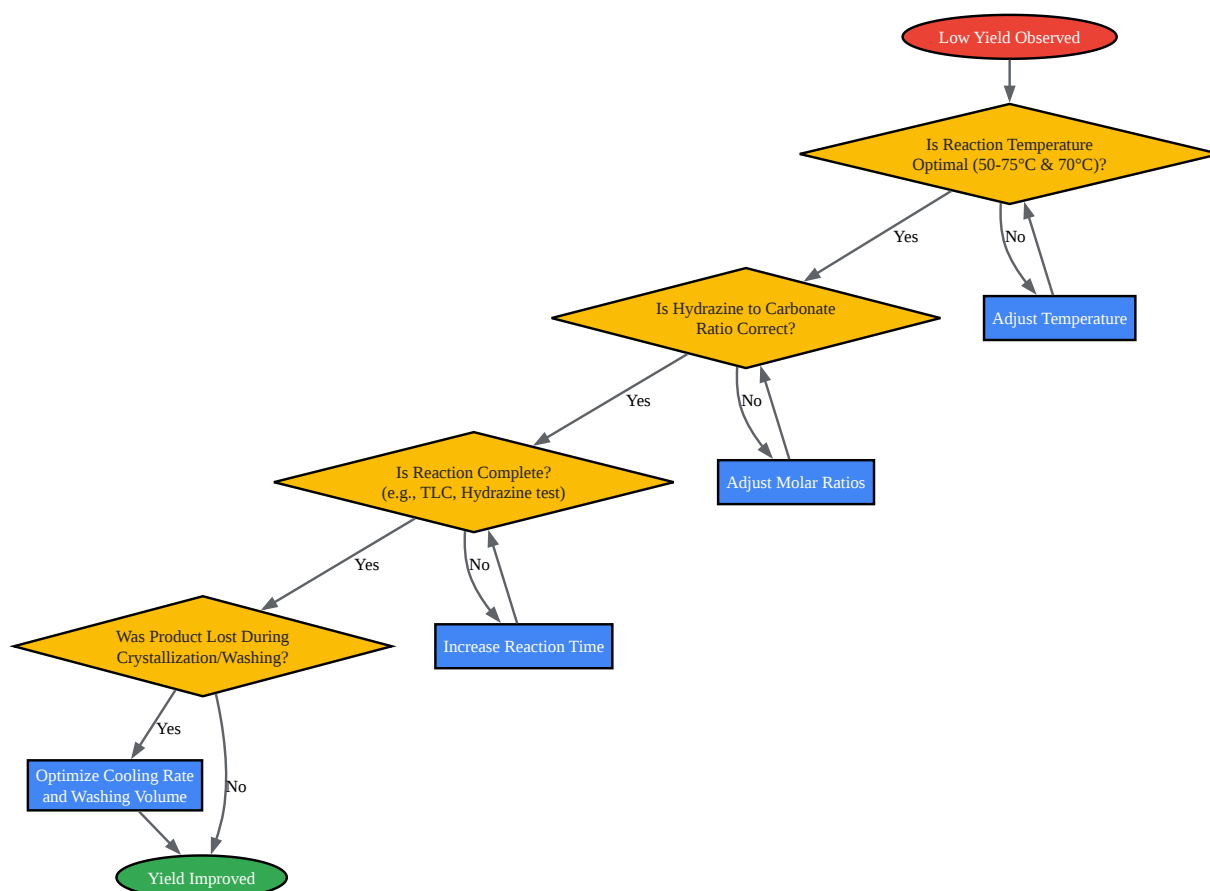 Low Yield Observed
Is Reaction Temperature
Optimal (50-75°C & 70°C)?
Yes
No
Adjust Temperature
Is Hydrazine to Carbonate
Ratio Correct?
Yes
No
Adjust Molar Ratios
Is Reaction Complete?
(e.g., TLC, Hydrazine test)
Yes
No
Increase Reaction Time
Was Product Lost During
Crystallization/Washing?
Yes
No
Optimize Cooling Rate
and Washing Volume
Yield Improved